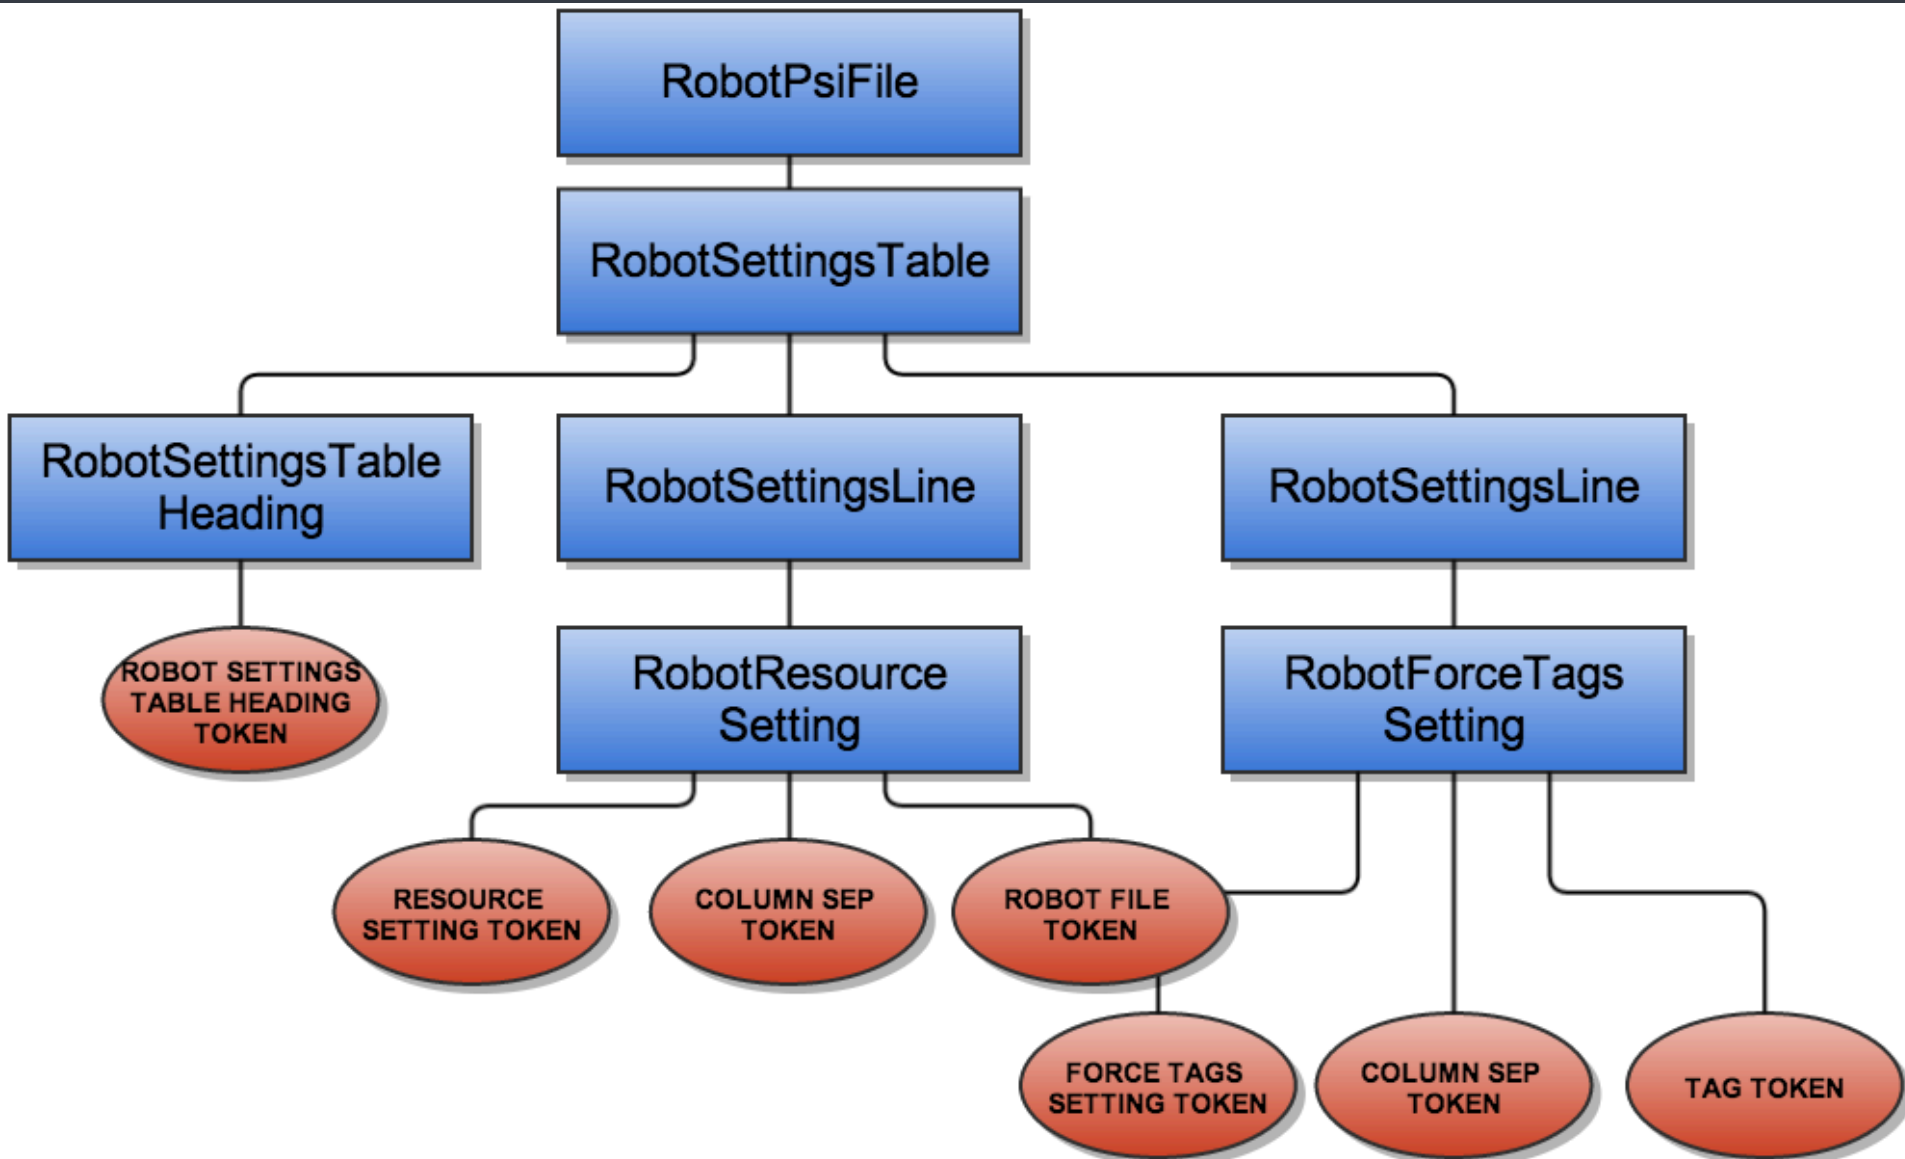 RobotPsiFile
RobotSettingsTable
RobotSettingsTable
Heading
RobotSettingsLine
RobotSettingsLine
ROBOT SETTINGS
TABLE HEADING
TOKEN
RobotResource
Setting
RobotForceTags
Setting
RESOURCE
SETTING TOKEN
COLUMN SEP
TOKEN
ROBOT FILE
TOKEN
FORCE TAGS
SETTING TOKEN
COLUMN SEP
TOKEN
TAG TOKEN